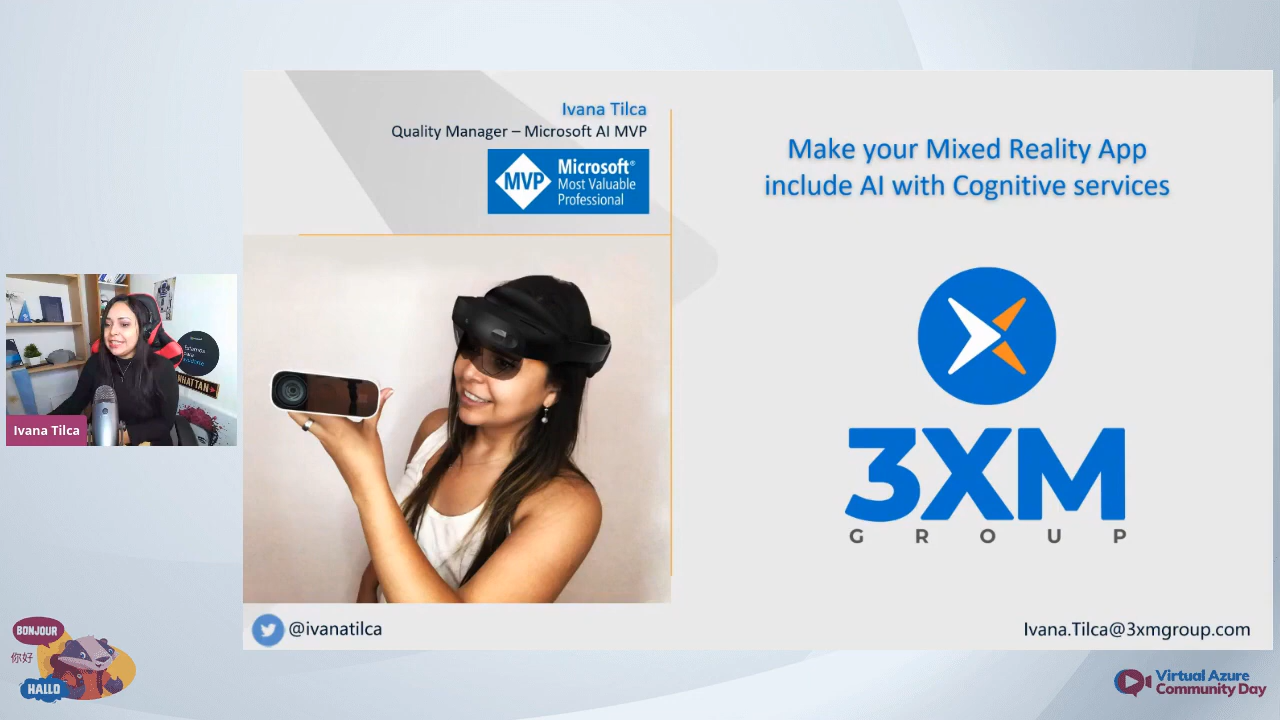 Ivana Tilca
Quality Manager – Microsoft AI MVP
MVP
Microsoft®
Most Valuable
Professional
Make your Mixed Reality App
include AI with Cognitive services
3XM
GROUP
@ivanatilca
Ivana.Tilca@3xmgroup.com
Ivana Tilca
BONJOUR
你好
HALLO
Virtual Azure
Community Day